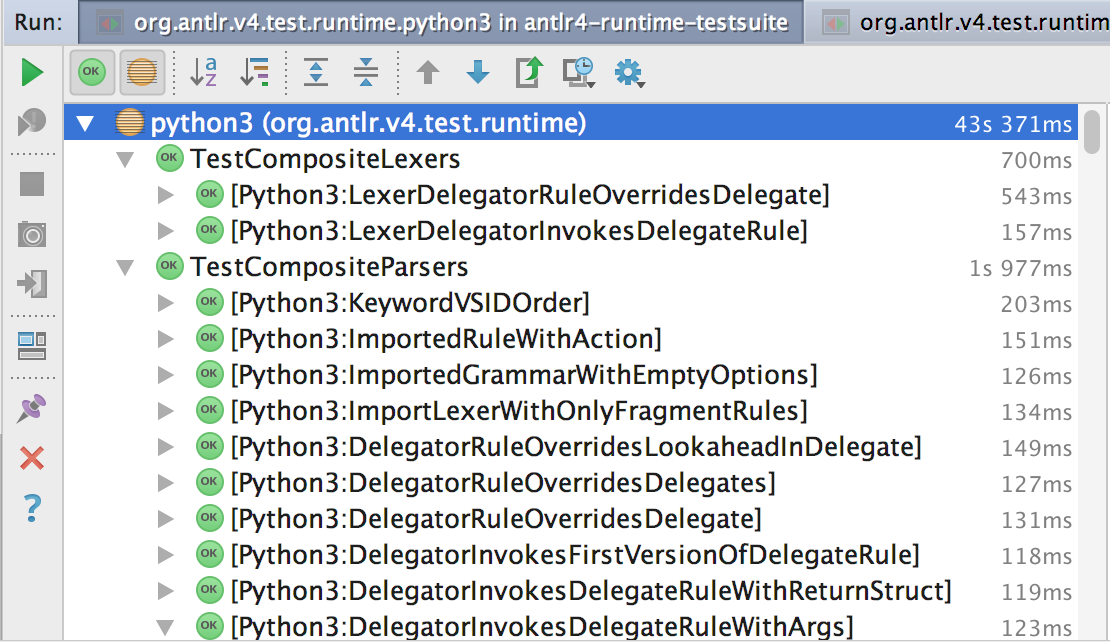 Run: org.antlr.v4.test.runtime.python3 in antlr4-runtime-testsuite org.antlr.v4.test.runtim
OK a z
python3 (org.antlr.v4.test.runtime) 43s 371ms
OK TestCompositeLexers 700ms
OK [Python3:LexerDelegatorRuleOverridesDelegate] 543ms
OK [Python3:LexerDelegatorInvokesDelegateRule] 157ms
OK TestCompositeParsers 1s 977ms
OK [Python3:KeywordVSIDOrder] 203ms
OK [Python3:ImportedRuleWithAction] 151ms
OK [Python3:ImportedGrammarWithEmptyOptions] 126ms
OK [Python3:ImportLexerWithOnlyFragmentRules] 134ms
OK [Python3:DelegatorRuleOverridesLookaheadInDelegate] 149ms
OK [Python3:DelegatorRuleOverridesDelegates] 127ms
OK [Python3:DelegatorRuleOverridesDelegate] 131ms
OK [Python3:DelegatorInvokesFirstVersionOfDelegateRule] 118ms
OK [Python3:DelegatorInvokesDelegateRuleWithReturnStruct] 119ms
OK [Python3:DelegatorInvokesDelegateRuleWithArgs] 123ms